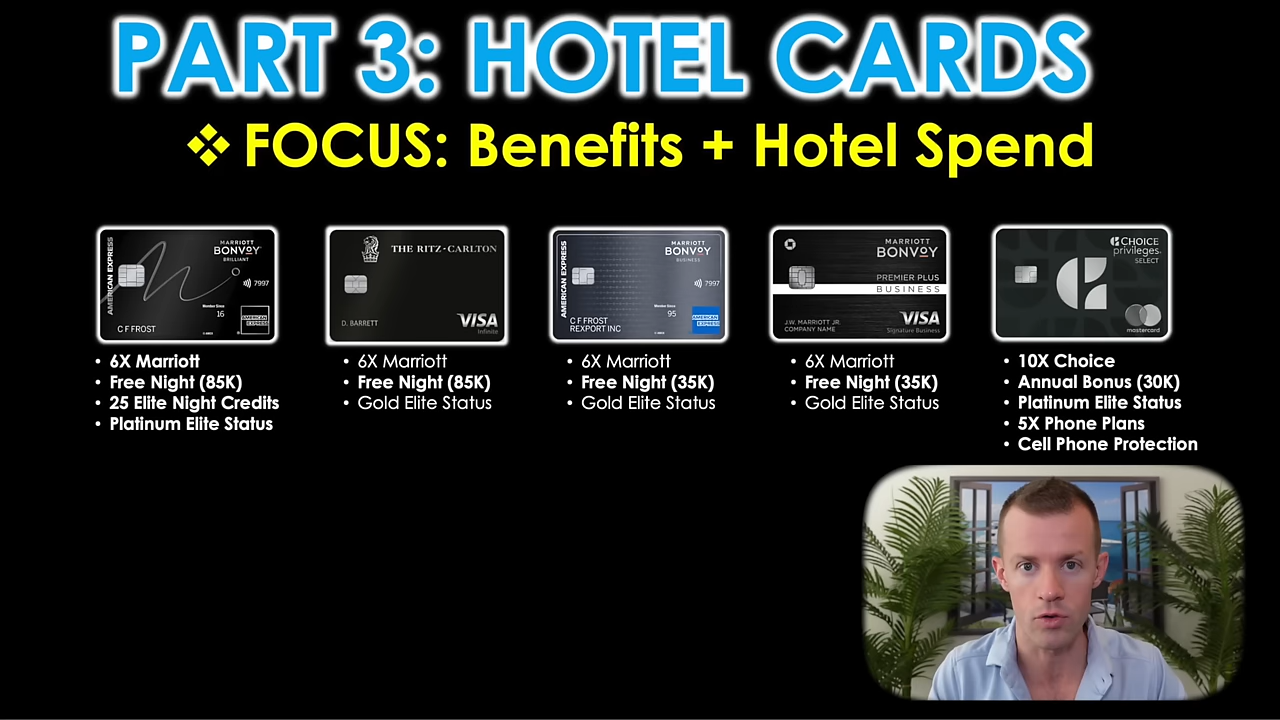 PART 3: HOTEL CARDS
❖ FOCUS: Benefits + Hotel Spend
AMERICAN EXPRESS
MARRIOTT
BONVOY
BRILLIANT
7997
Member Since
16
C F FROST
AMERICAN EXPRESS
• 6X Marriott
• Free Night (85K)
• 25 Elite Night Credits
• Platinum Elite Status
THE RITZ-CARLTON
D. BARRETT
VISA
Infinite
• 6X Marriott
• Free Night (85K)
• Gold Elite Status
AMERICAN EXPRESS
MARRIOTT
BONVOY
BUSINESS
7997
Member Since
95
C F FROST
REXPORT INC
AMERICAN EXPRESS
• 6X Marriott
• Free Night (35K)
• Gold Elite Status
MARRIOTT
BONVOY
PREMIER PLUS
BUSINESS
J.W. MARRIOTT JR.
COMPANY NAME
VISA
Signature Business
• 6X Marriott
• Free Night (35K)
• Gold Elite Status
CHOICE
privileges.
SELECT
mastercard
• 10X Choice
• Annual Bonus (30K)
• Platinum Elite Status
• 5X Phone Plans
• Cell Phone Protection